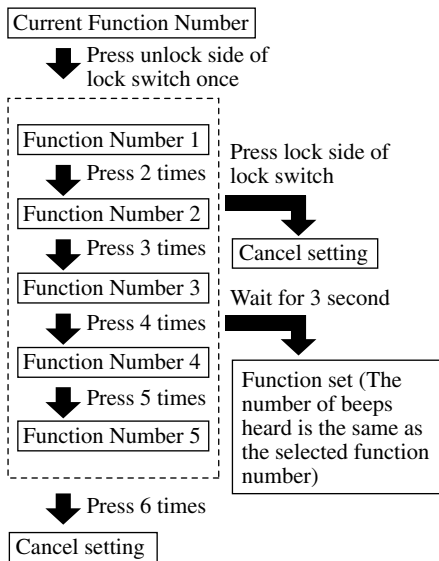 Current Function Number
Press unlock side of
lock switch once
Function Number 1
Press 2 times
Function Number 2
Press 3 times
Function Number 3
Press 4 times
Function Number 4
Press 5 times
Function Number 5
Press lock side of
lock switch
Cancel setting
Wait for 3 second
Function set (The
number of beeps
heard is the same as
the selected function
number)
Press 6 times
Cancel setting